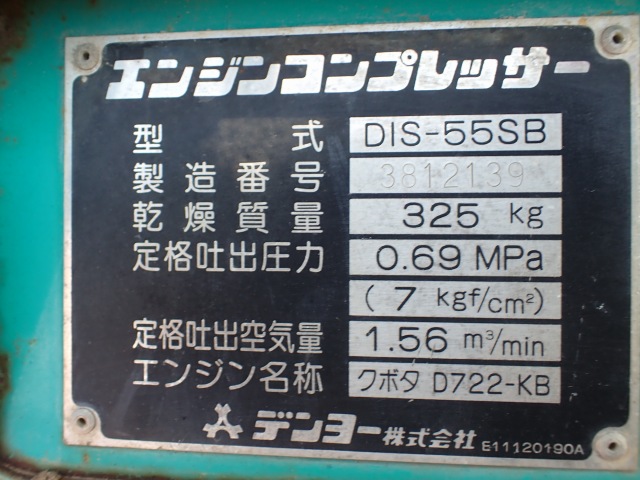 エンジンコンプレッサー
型式 DIS-55SB
製造番号 3812139
乾燥質量 325 kg
定格吐出圧力 0.69 MPa
(7 kgf/cm²)
定格吐出空気量 1.56 m³/min
エンジン名称 クボタ D722-KB
デンヨー株式会社 E11120190A